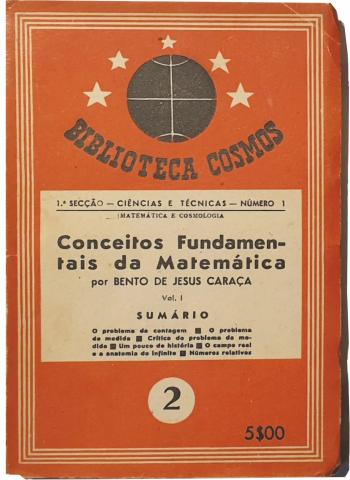 BIBLIOTECA COSMOS
1.ª SECÇÃO — CIÊNCIAS E TÉCNICAS — NÚMERO 1
MATEMÁTICA E COSMOLOGIA
Conceitos Fundamen-
tais da Matemática
por BENTO DE JESUS CARAÇA
Vol. I
SUMÁRIO
O problema da contagem ■ O problema
da medida ■ Crítica do problema da me-
dida ■ Um pouco de história ■ O campo real
e a anatomia do infinito ■ Números relativos
2
5$00